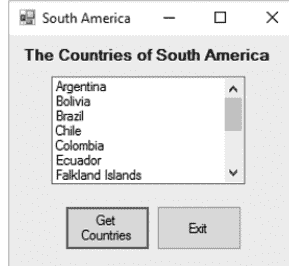 South America
The Countries of South America
Argentina
Bolivia
Brazil
Chile
Colombia
Ecuador
Falkland Islands
Get
Countries
Exit